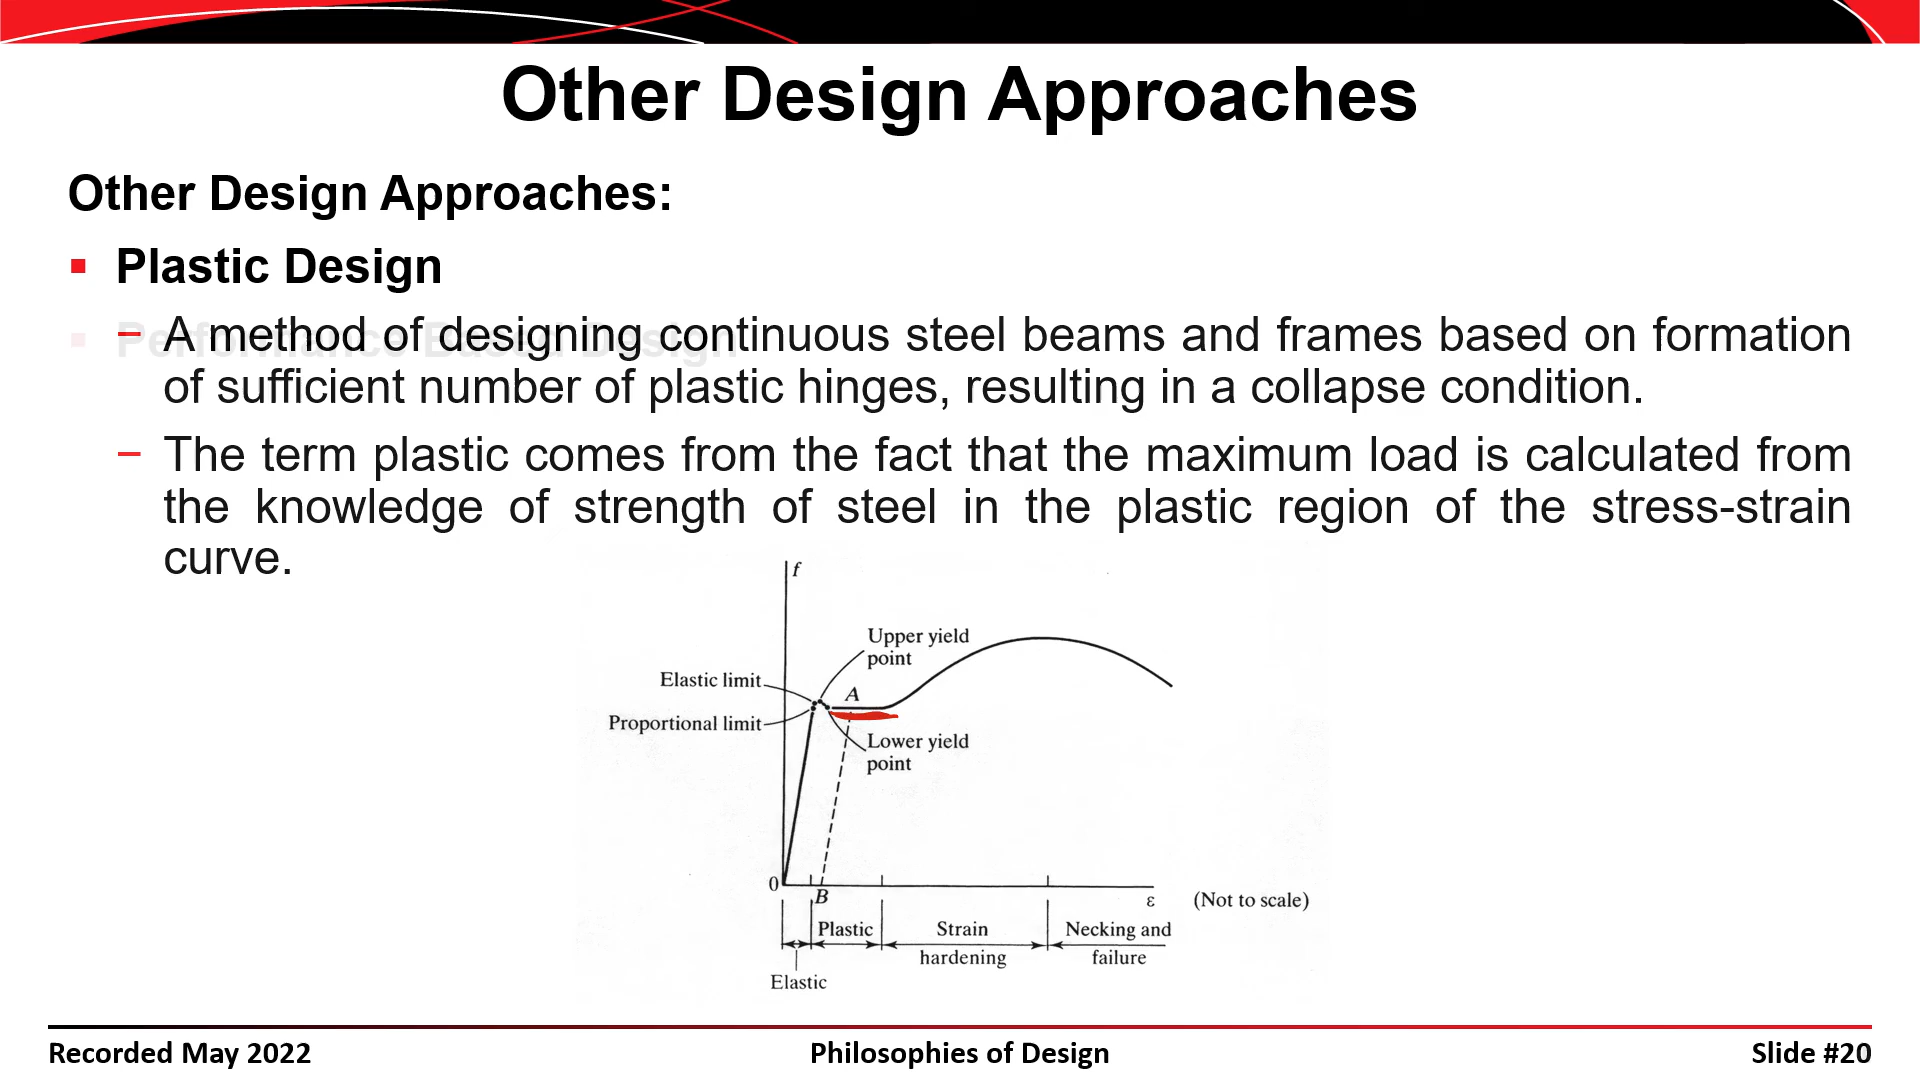 Other Design Approaches
Other Design Approaches:
▪ Plastic Design
Performance Based Design
– A method of designing continuous steel beams and frames based on formation
of sufficient number of plastic hinges, resulting in a collapse condition.
– The term plastic comes from the fact that the maximum load is calculated from
the knowledge of strength of steel in the plastic region of the stress-strain
curve.
f
Upper yield
point
Elastic limit
A
Proportional limit
Lower yield
point
0
B
ε
(Not to scale)
Plastic
Strain
hardening
Necking and
failure
Elastic
Recorded May 2022
Philosophies of Design
Slide #20